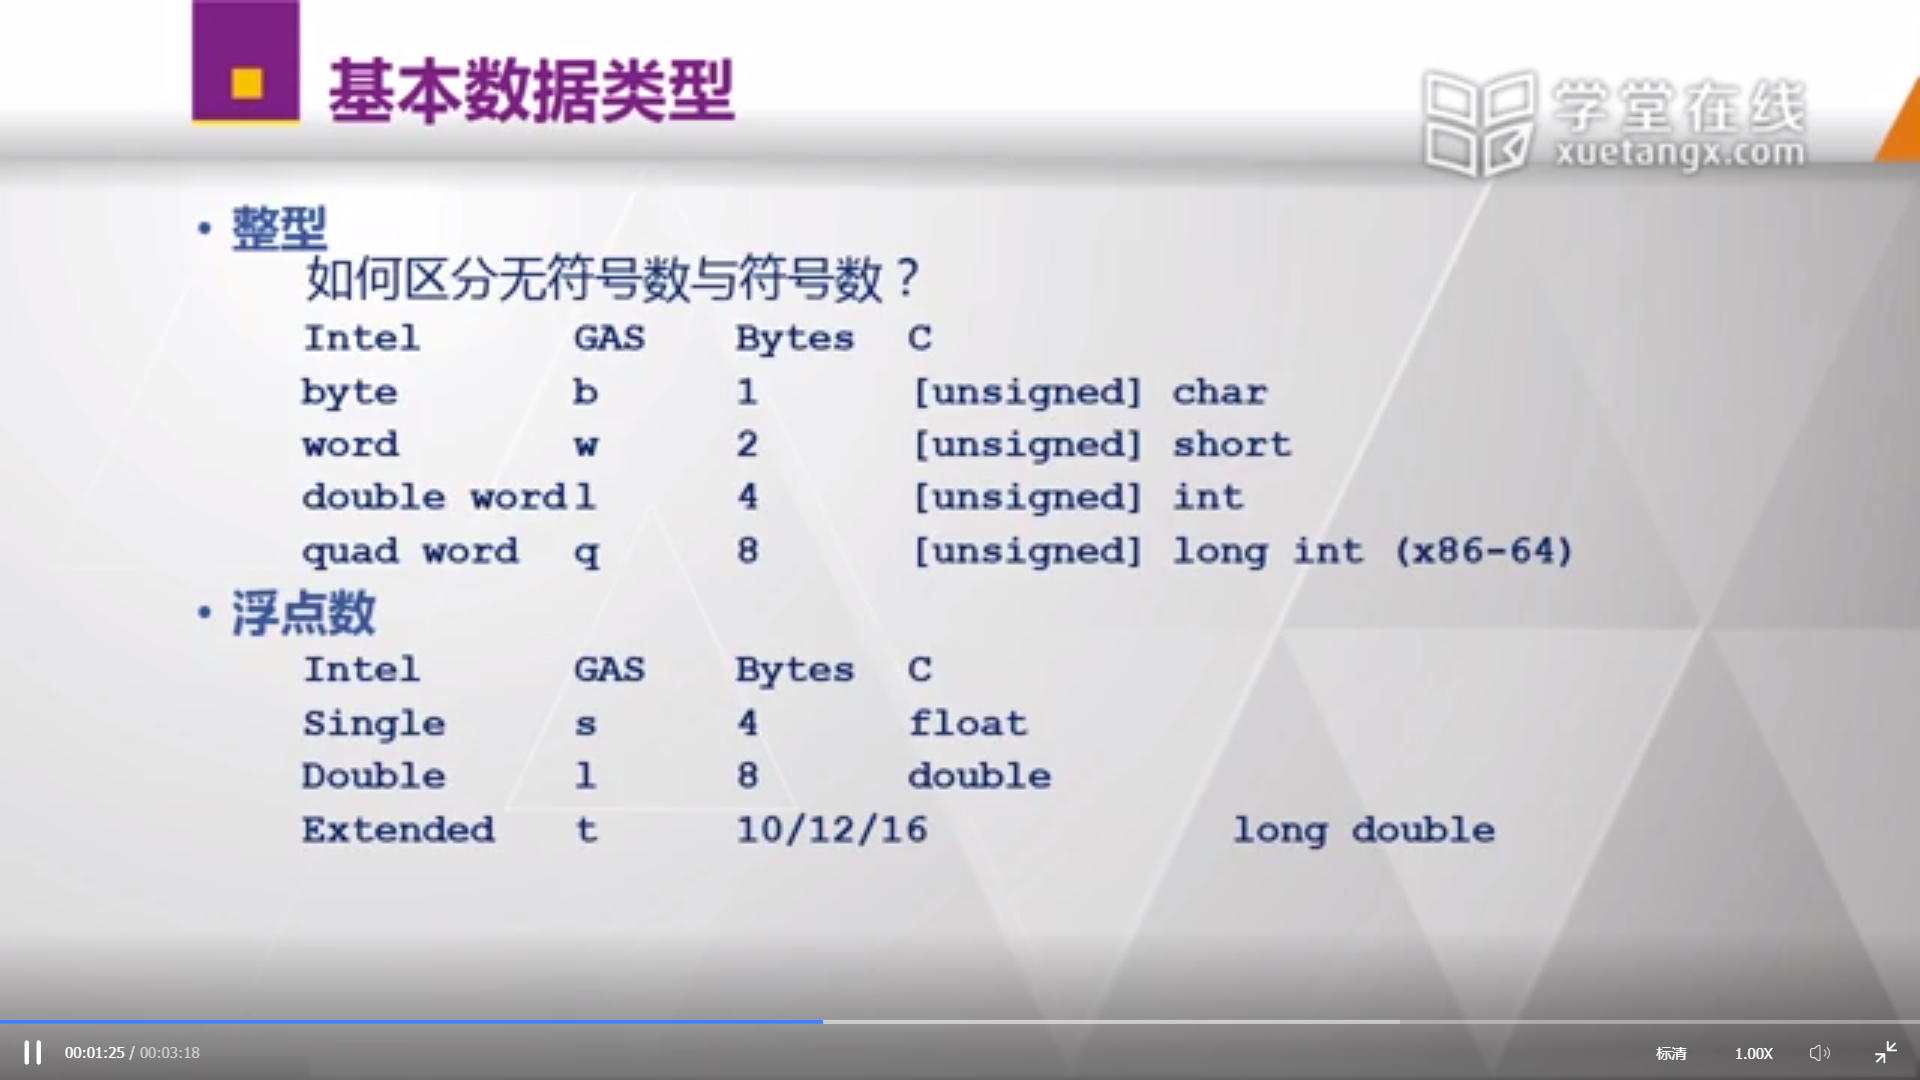 基本数据类型
学堂在线
xuetangx.com
• 整型
如何区分无符号数与符号数？
Intel GAS Bytes C
byte b 1 [unsigned] char
word w 2 [unsigned] short
double word l 4 [unsigned] int
quad word q 8 [unsigned] long int (x86-64)
• 浮点数
Intel GAS Bytes C
Single s 4 float
Double l 8 double
Extended t 10/12/16 long double
00:01:25 / 00:03:18 标清 1.00X